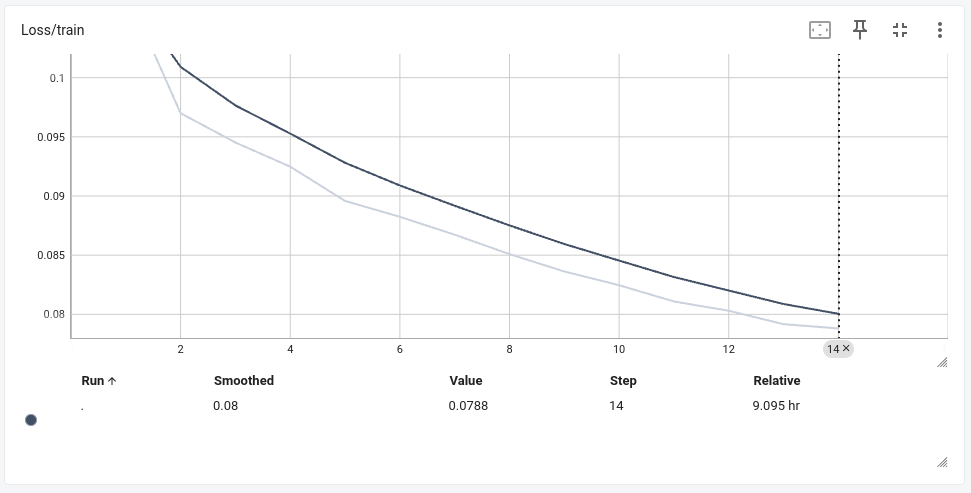 Loss/train
0.1
0.095
0.09
0.085
0.08
2 4 6 8 10 12 14 ×
Run ↑ Smoothed Value Step Relative
. 0.08 0.0788 14 9.095 hr